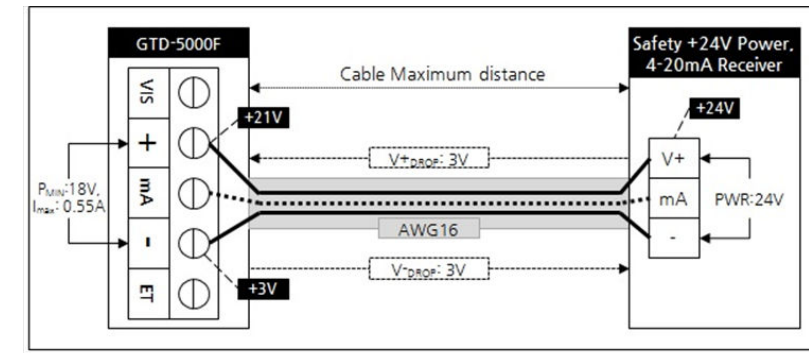 GTD-5000F
Safety +24V Power,
4-20mA Receiver
Cable Maximum distance
VIS
+
mA
-
ET
+21V
+24V
V+DROP: 3V
V+
mA
-
PMIN:18V,
Imax: 0.55A
PWR:24V
AWG16
V-DROP: 3V
+3V